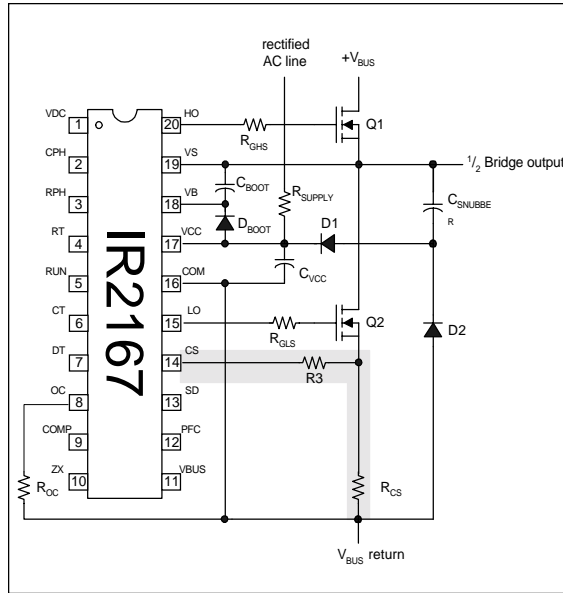 rectified
AC line
+VBUS
VDC
1
HO
20
RGHS
Q1
CPH
2
VS
19
1/2 Bridge output
CBOOT
RSUPPLY
CSNUBBE
R
RPH
3
VB
18
DBOOT
D1
RT
4
VCC
17
RUN
5
COM
16
CVCC
IR2167
CT
6
LO
15
RGLS
Q2
D2
DT
7
CS
14
R3
OC
8
SD
13
COMP
9
PFC
12
ZX
10
VBUS
11
ROC
RCS
VBUS return